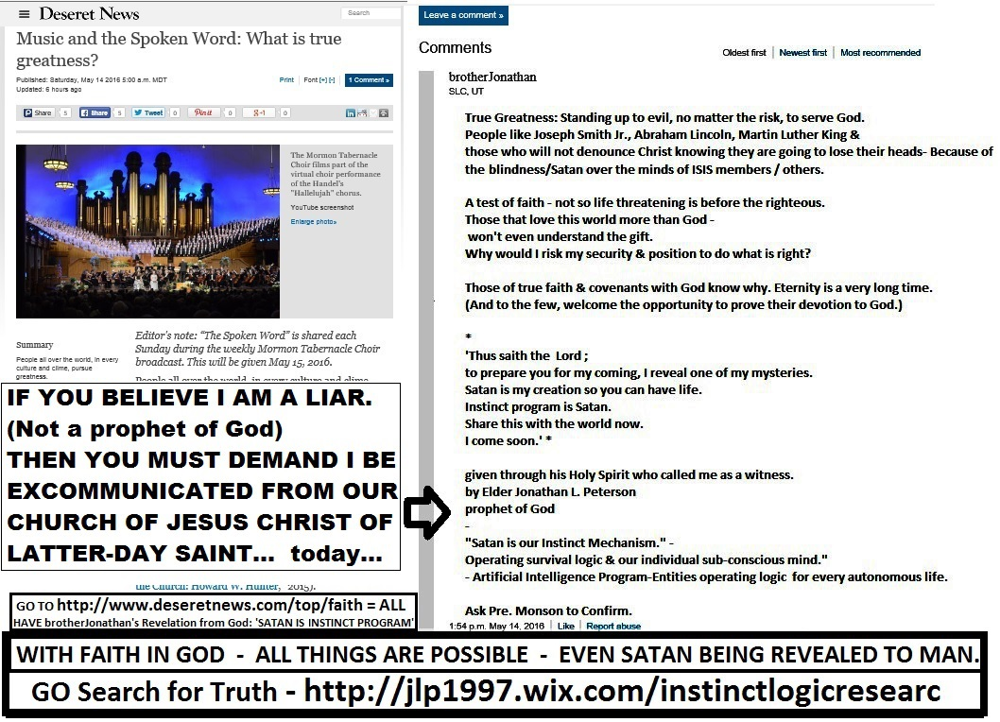 Deseret News
Search
Music and the Spoken Word: What is true
greatness?
Published: Saturday, May 14 2016 5:00 a.m. MDT
Updated: 6 hours ago
Print
Font [+] [-]
1 Comment »
Share 5
Share 5
Tweet 0
Pin it 0
g+1 0
The Mormon Tabernacle
Choir films part of the
virtual choir performance
of the Handel's
"Hallelujah" chorus.
YouTube screenshot
Enlarge photo»
Summary
People all over the world, in every
culture and clime, pursue
greatness.
Editor's note: “The Spoken Word” is shared each
Sunday during the weekly Mormon Tabernacle Choir
broadcast. This will be given May 15, 2016.
People all over the world, in every culture and clime
IF YOU BELIEVE I AM A LIAR.
(Not a prophet of God)
THEN YOU MUST DEMAND I BE
EXCOMMUNICATED FROM OUR
CHURCH OF JESUS CHRIST OF
LATTER-DAY SAINT... today...
the Church: Howard W. Hunter, 2015).
GO TO http://www.deseretnews.com/top/faith = ALL
HAVE brotherJonathan's Revelation from God: 'SATAN IS INSTINCT PROGRAM'
Leave a comment »
Comments
Oldest first
Newest first
Most recommended
brotherJonathan
SLC, UT
True Greatness: Standing up to evil, no matter the risk, to serve God.
People like Joseph Smith Jr., Abraham Lincoln, Martin Luther King &
those who will not denounce Christ knowing they are going to lose their heads- Because of
the blindness/Satan over the minds of ISIS members / others.
A test of faith - not so life threatening is before the righteous.
Those that love this world more than God -
won't even understand the gift.
Why would I risk my security & position to do what is right?
Those of true faith & covenants with God know why. Eternity is a very long time.
(And to the few, welcome the opportunity to prove their devotion to God.)
*
'Thus saith the Lord ;
to prepare you for my coming, I reveal one of my mysteries.
Satan is my creation so you can have life.
Instinct program is Satan.
Share this with the world now.
I come soon.' *
given through his Holy Spirit who called me as a witness.
by Elder Jonathan L. Peterson
prophet of God
-
"Satan is our Instinct Mechanism." -
Operating survival logic & our individual sub-conscious mind."
- Artificial Intelligence Program-Entities operating logic for every autonomous life.
Ask Pre. Monson to Confirm.
1:54 p.m. May 14, 2016
Like
Report abuse
WITH FAITH IN GOD - ALL THINGS ARE POSSIBLE - EVEN SATAN BEING REVEALED TO MAN.
GO Search for Truth - http://jlp1997.wix.com/instinctlogicresearc